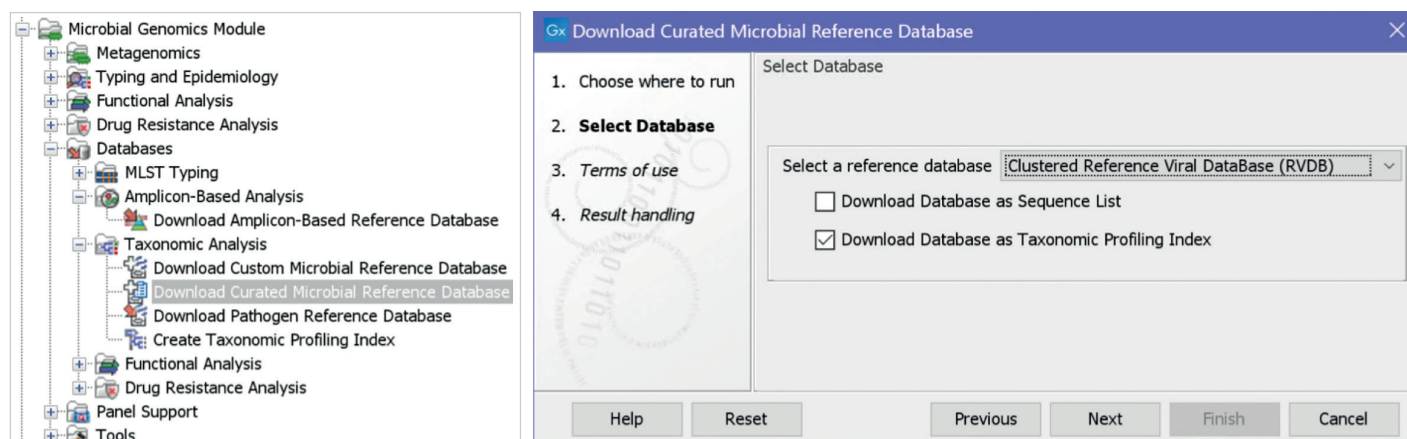 Microbial Genomics Module
Metagenomics
Typing and Epidemiology
Functional Analysis
Drug Resistance Analysis
Databases
MLST Typing
Amplicon-Based Analysis
Download Amplicon-Based Reference Database
Taxonomic Analysis
Download Custom Microbial Reference Database
Download Curated Microbial Reference Database
Download Pathogen Reference Database
Create Taxonomic Profiling Index
Functional Analysis
Drug Resistance Analysis
Panel Support
Tools
Gx Download Curated Microbial Reference Database
1. Choose where to run
2. Select Database
3. Terms of use
4. Result handling
Select Database
Select a reference database Clustered Reference Viral DataBase (RVDB)
Download Database as Sequence List
Download Database as Taxonomic Profiling Index
Help Reset Previous Next Finish Cancel